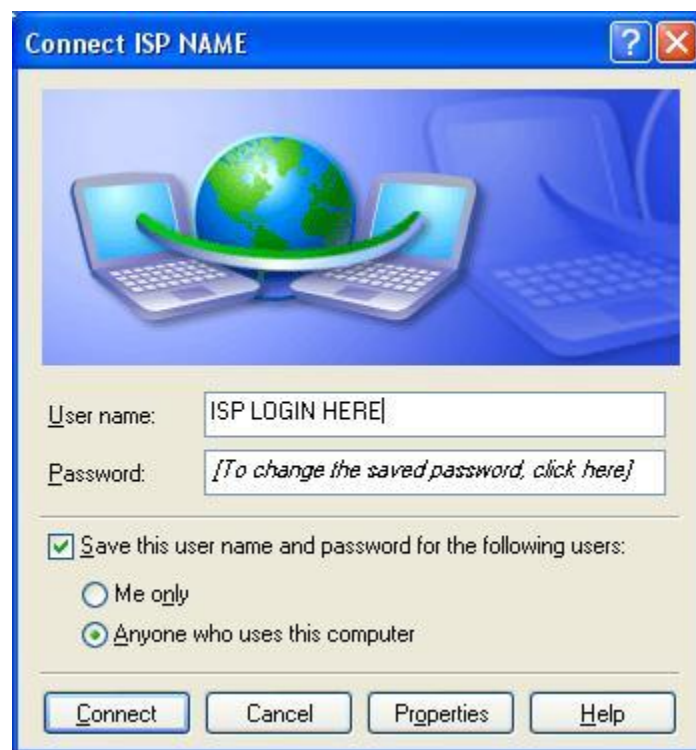 Connect ISP NAME
User name: ISP LOGIN HERE
Password: [To change the saved password, click here]
Save this user name and password for the following users:
Me only
Anyone who uses this computer
Connect Cancel Properties Help